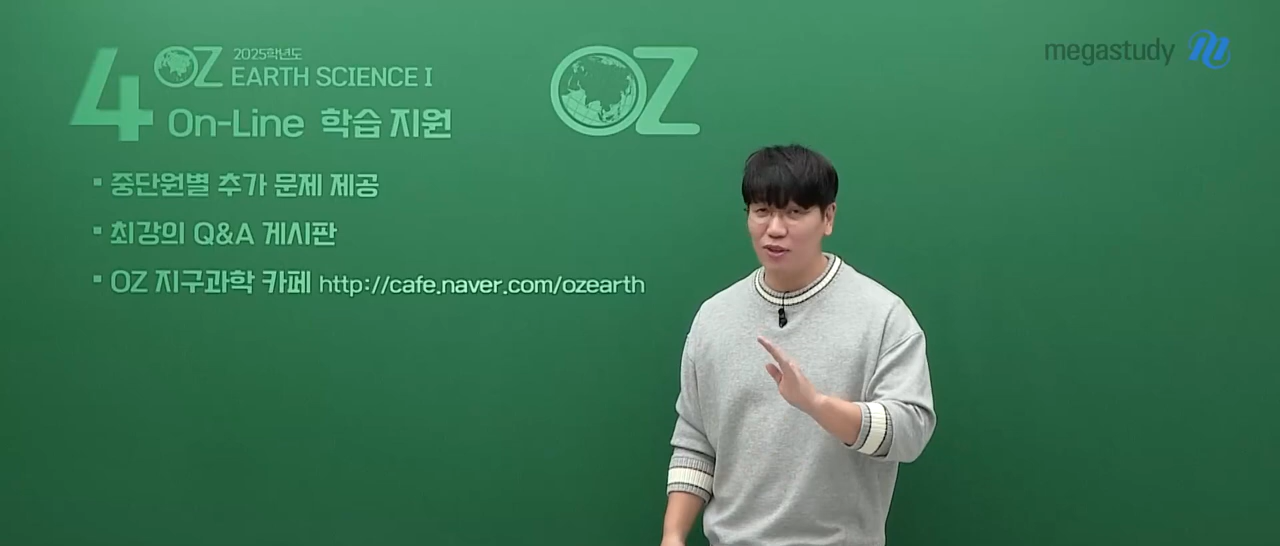 4
OZ 2025학년도
EARTH SCIENCE I
On-Line 학습 지원
▪ 중단원별 추가 문제 제공
▪ 최강의 Q&A 게시판
▪ OZ 지구과학 카페 http://cafe.naver.com/ozearth
OZ
megastudy